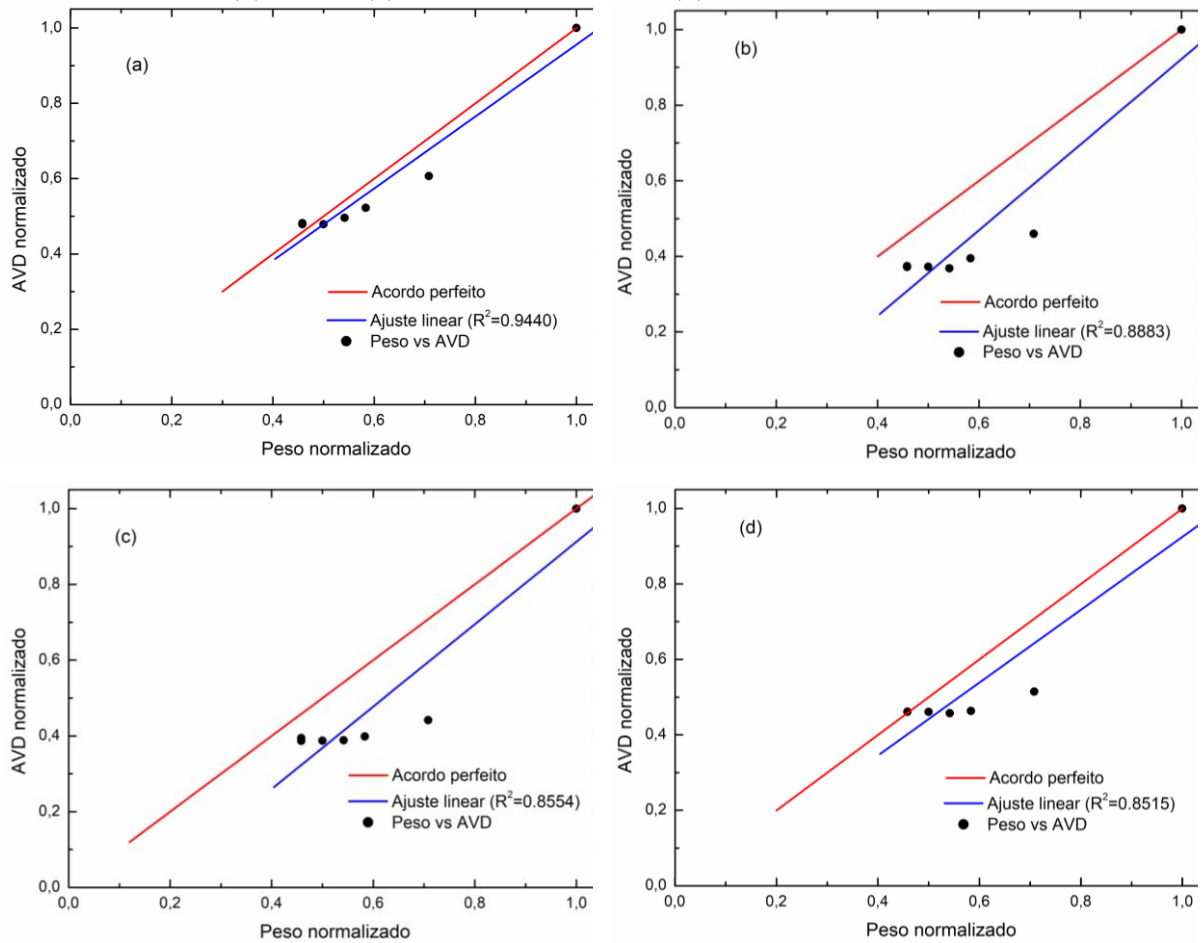 (a)
AVD normalizado
1,0
0,8
0,6
0,4
0,2
0,0
Acordo perfeito
Ajuste linear (R²=0.9440)
Peso vs AVD
0,0 0,2 0,4 0,6 0,8 1,0
Peso normalizado
(b)
AVD normalizado
1,0
0,8
0,6
0,4
0,2
0,0
Acordo perfeito
Ajuste linear (R²=0.8883)
Peso vs AVD
0,0 0,2 0,4 0,6 0,8 1,0
Peso normalizado
(c)
AVD normalizado
1,0
0,8
0,6
0,4
0,2
0,0
Acordo perfeito
Ajuste linear (R²=0.8554)
Peso vs AVD
0,0 0,2 0,4 0,6 0,8 1,0
Peso normalizado
(d)
AVD normalizado
1,0
0,8
0,6
0,4
0,2
0,0
Acordo perfeito
Ajuste linear (R²=0.8515)
Peso vs AVD
0,0 0,2 0,4 0,6 0,8 1,0
Peso normalizado